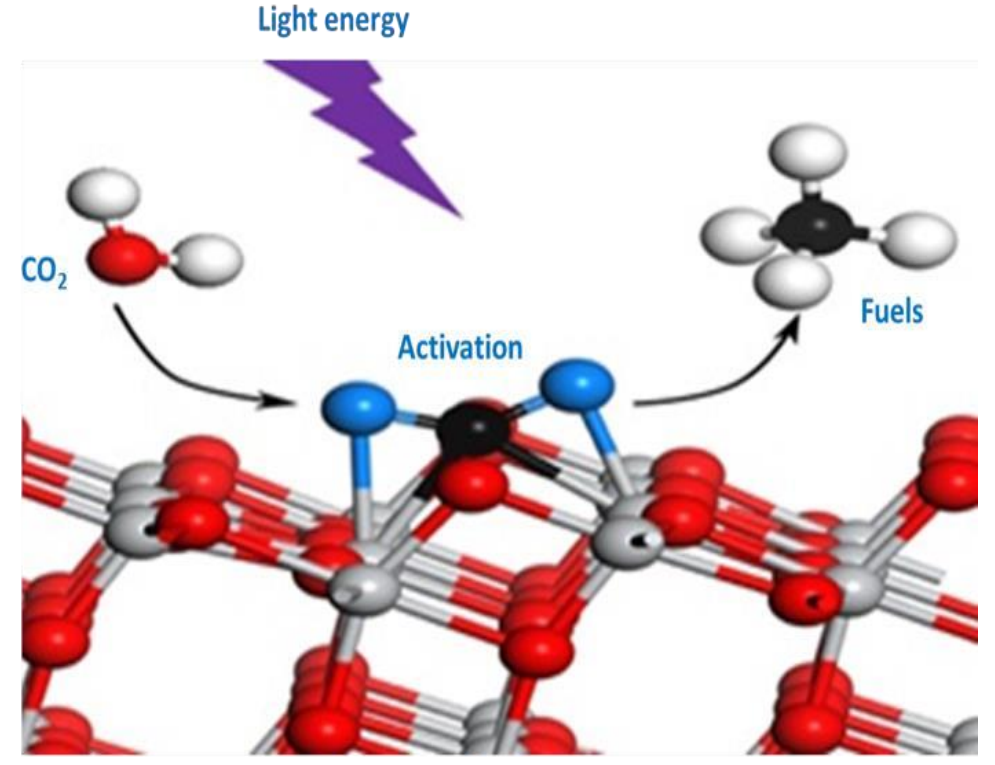 Light energy
CO₂
Fuels
Activation